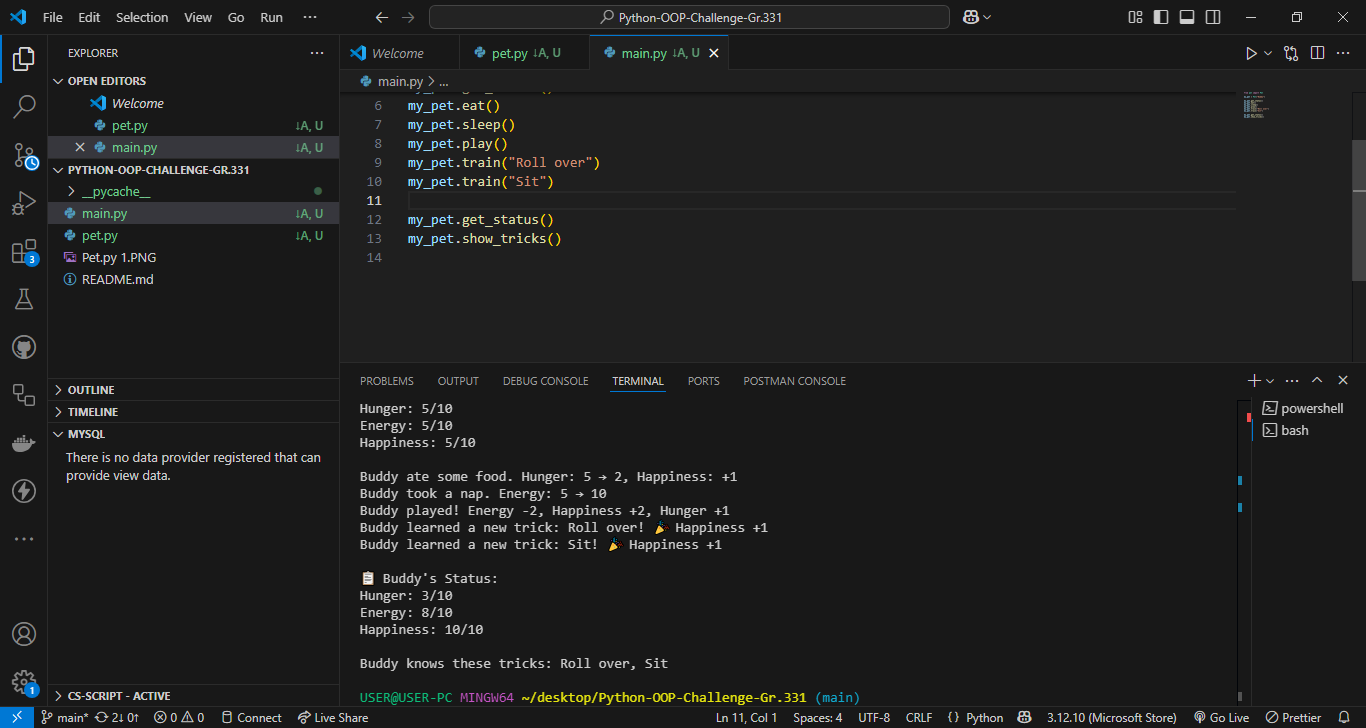 File Edit Selection View Go Run ···
Python-OOP-Challenge-Gr.331
EXPLORER ···
OPEN EDITORS
Welcome
pet.py ↓A, U
main.py ↓A, U
PYTHON-OOP-CHALLENGE-GR.331
__pycache__
main.py ↓A, U
pet.py ↓A, U
Pet.py 1.PNG
README.md
OUTLINE
TIMELINE
MYSQL
There is no data provider registered that can
provide view data.
CS-SCRIPT - ACTIVE
3
1
Welcome pet.py ↓A, U main.py ↓A, U
main.py > ...
6 my_pet.eat()
7 my_pet.sleep()
8 my_pet.play()
9 my_pet.train("Roll over")
10 my_pet.train("Sit")
11
12 my_pet.get_status()
13 my_pet.show_tricks()
14
PROBLEMS OUTPUT DEBUG CONSOLE TERMINAL PORTS POSTMAN CONSOLE
powershell
bash
Hunger: 5/10
Energy: 5/10
Happiness: 5/10
Buddy ate some food. Hunger: 5 → 2, Happiness: +1
Buddy took a nap. Energy: 5 → 10
Buddy played! Energy -2, Happiness +2, Hunger +1
Buddy learned a new trick: Roll over! 🎉 Happiness +1
Buddy learned a new trick: Sit! 🎉 Happiness +1
📋 Buddy's Status:
Hunger: 3/10
Energy: 8/10
Happiness: 10/10
Buddy knows these tricks: Roll over, Sit
USER@USER-PC MINGW64 ~/desktop/Python-OOP-Challenge-Gr.331 (main)
main* 2↓ 0↑ 0 0 Connect Live Share Ln 11, Col 1 Spaces: 4 UTF-8 CRLF {} Python 3.12.10 (Microsoft Store) Go Live Prettier